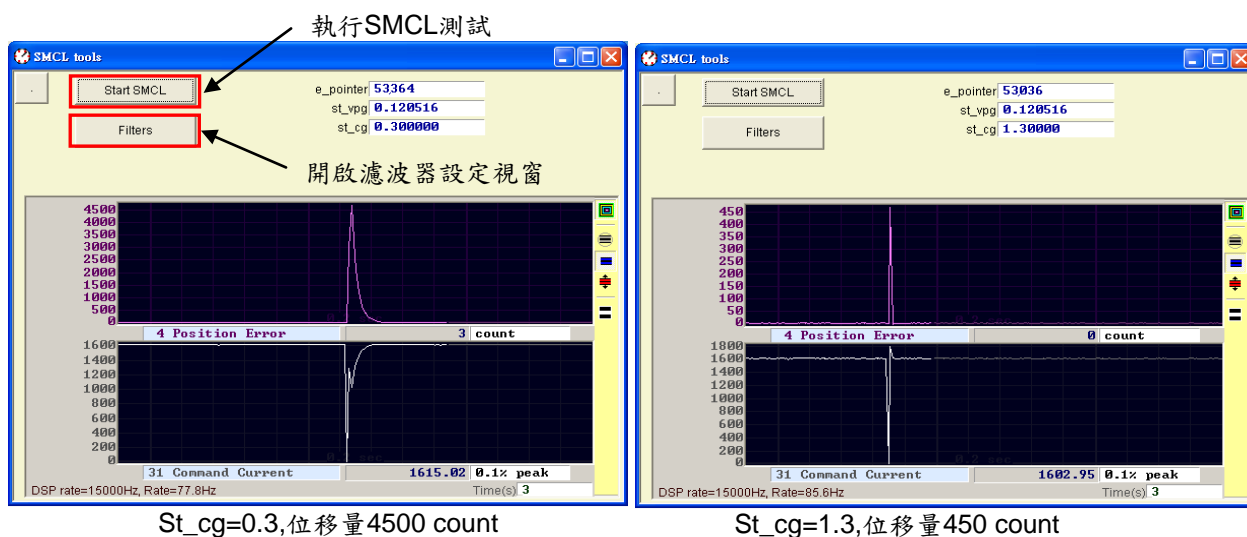 執行SMCL測試
SMCL tools
.
Start SMCL
Filters
e_pointer 53364
st_vpg 0.120516
st_cg 0.300000
開啟濾波器設定視窗
4500
4000
3500
3000
2500
2000
1500
1000
500
0
4 Position Error 3 count
1600
1400
1200
1000
800
600
400
200
0
31 Command Current 1615.02 0.1% peak
DSP rate=15000Hz, Rate=77.8Hz Time(s) 3
St_cg=0.3,位移量4500 count
SMCL tools
.
Start SMCL
Filters
e_pointer 53036
st_vpg 0.120516
st_cg 1.30000
450
400
350
300
250
200
150
100
50
0
0.2 sec
4 Position Error 0 count
1800
1600
1400
1200
1000
800
600
400
200
0
0.2 sec
31 Command Current 1602.95 0.1% peak
DSP rate=15000Hz, Rate=85.6Hz Time(s) 3
St_cg=1.3,位移量450 count